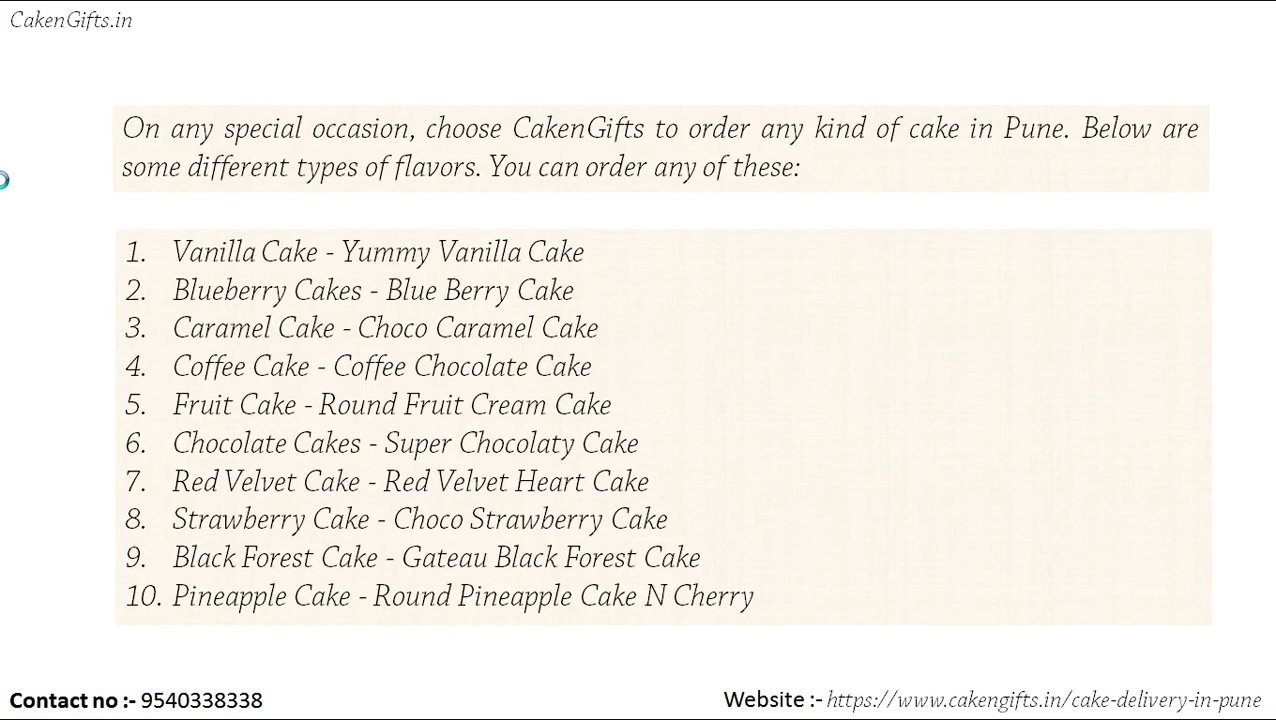 CakenGifts.in
On any special occasion, choose CakenGifts to order any kind of cake in Pune. Below are
some different types of flavors. You can order any of these:
1. Vanilla Cake - Yummy Vanilla Cake
2. Blueberry Cakes - Blue Berry Cake
3. Caramel Cake - Choco Caramel Cake
4. Coffee Cake - Coffee Chocolate Cake
5. Fruit Cake - Round Fruit Cream Cake
6. Chocolate Cakes - Super Chocolaty Cake
7. Red Velvet Cake - Red Velvet Heart Cake
8. Strawberry Cake - Choco Strawberry Cake
9. Black Forest Cake - Gateau Black Forest Cake
10. Pineapple Cake - Round Pineapple Cake N Cherry
Contact no :- 9540338338
Website :- https://www.cakengifts.in/cake-delivery-in-pune